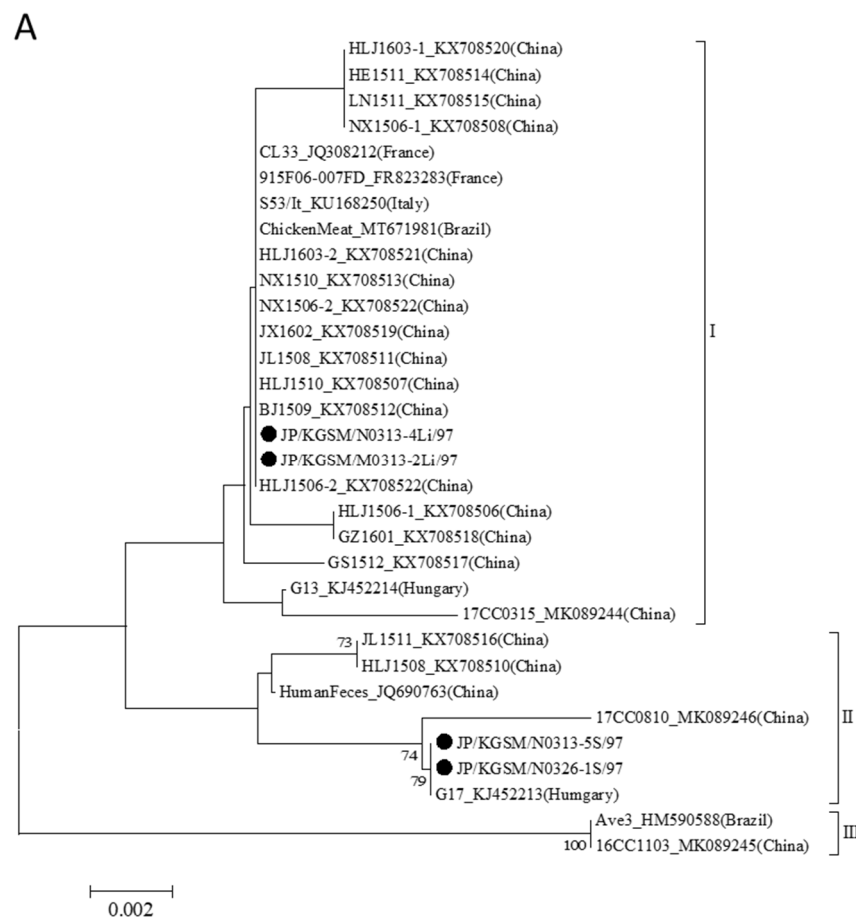 A
HLJ1603-1_KX708520(China)
HE1511_KX708514(China)
LN1511_KX708515(China)
NX1506-1_KX708508(China)
CL33_JQ308212(France)
915F06-007FD_FR823283(France)
S53/It_KU168250(Italy)
ChickenMeat_MT671981(Brazil)
HLJ1603-2_KX708521(China)
NX1510_KX708513(China)
NX1506-2_KX708522(China)
JX1602_KX708519(China)
I
JL1508_KX708511(China)
HLJ1510_KX708507(China)
BJ1509_KX708512(China)
JP/KGSM/N0313-4Li/97
JP/KGSM/M0313-2Li/97
HLJ1506-2_KX708522(China)
HLJ1506-1_KX708506(China)
GZ1601_KX708518(China)
GS1512_KX708517(China)
G13_KJ452214(Hungary)
17CC0315_MK089244(China)
73
JL1511_KX708516(China)
HLJ1508_KX708510(China)
HumanFeces_JQ690763(China)
17CC0810_MK089246(China)
II
74
JP/KGSM/N0313-5S/97
79
JP/KGSM/N0326-1S/97
G17_KJ452213(Humgary)
Ave3_HM590588(Brazil)
III
100
16CC1103_MK089245(China)
0.002